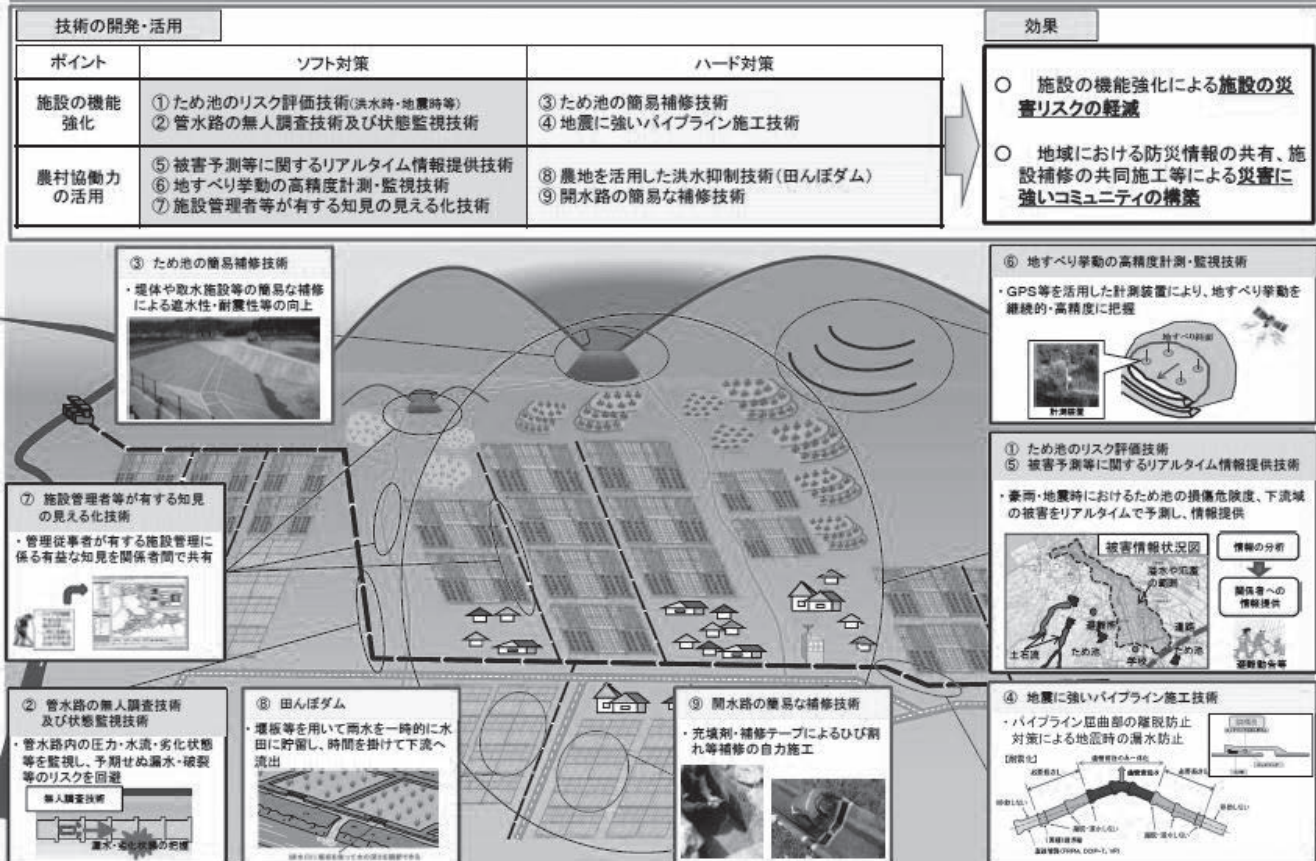 技術の開発・活用
効果
ポイント
ソフト対策
ハード対策
施設の機能
強化
① ため池のリスク評価技術(洪水時・地震時等)
② 管水路の無人調査技術及び状態監視技術
③ ため池の簡易補修技術
④ 地震に強いパイプライン施工技術
農村協働力
の活用
⑤ 被害予測等に関するリアルタイム情報提供技術
⑥ 地すべり挙動の高精度計測・監視技術
⑦ 施設管理者等が有する知見の見える化技術
⑧ 農地を活用した洪水抑制技術(田んぼダム)
⑨ 開水路の簡易な補修技術
○ 施設の機能強化による施設の災
害リスクの軽減
○ 地域における防災情報の共有、施
設補修の共同施工等による災害に
強いコミュニティの構築
③ ため池の簡易補修技術
・堤体や取水施設等の簡易な補修
による遮水性・耐震性等の向上
⑥ 地すべり挙動の高精度計測・監視技術
・GPS等を活用した計測装置により、地すべり挙動を
継続的・高精度に把握
地すべり斜面
計測装置
① ため池のリスク評価技術
⑤ 被害予測等に関するリアルタイム情報提供技術
・豪雨・地震時におけるため池の損傷危険度、下流域
の被害をリアルタイムで予測し、情報提供
被害情報状況図
溢水や氾濫
の範囲
避難所
道路
土石流
ため池
学校
ため池
情報の分析
関係者への
情報提供
避難勧告等
⑦ 施設管理者等が有する知見
の見える化技術
・管理従事者が有する施設管理に
係る有益な知見を関係者間で共有
② 管水路の無人調査技術
及び状態監視技術
・管水路内の圧力・水流・劣化状態
等を監視し、予期せぬ漏水・破裂
等のリスクを回避
無人調査技術
漏水・劣化状態の把握
⑧ 田んぼダム
・堰板等を用いて雨水を一時的に水
田に貯留し、時間を掛けて下流へ
流出
⑨ 開水路の簡易な補修技術
・充填剤・補修テープによるひび割
れ等補修の自力施工
④ 地震に強いパイプライン施工技術
・パイプライン屈曲部の離脱防止
対策による地震時の漏水防止
【耐震化】